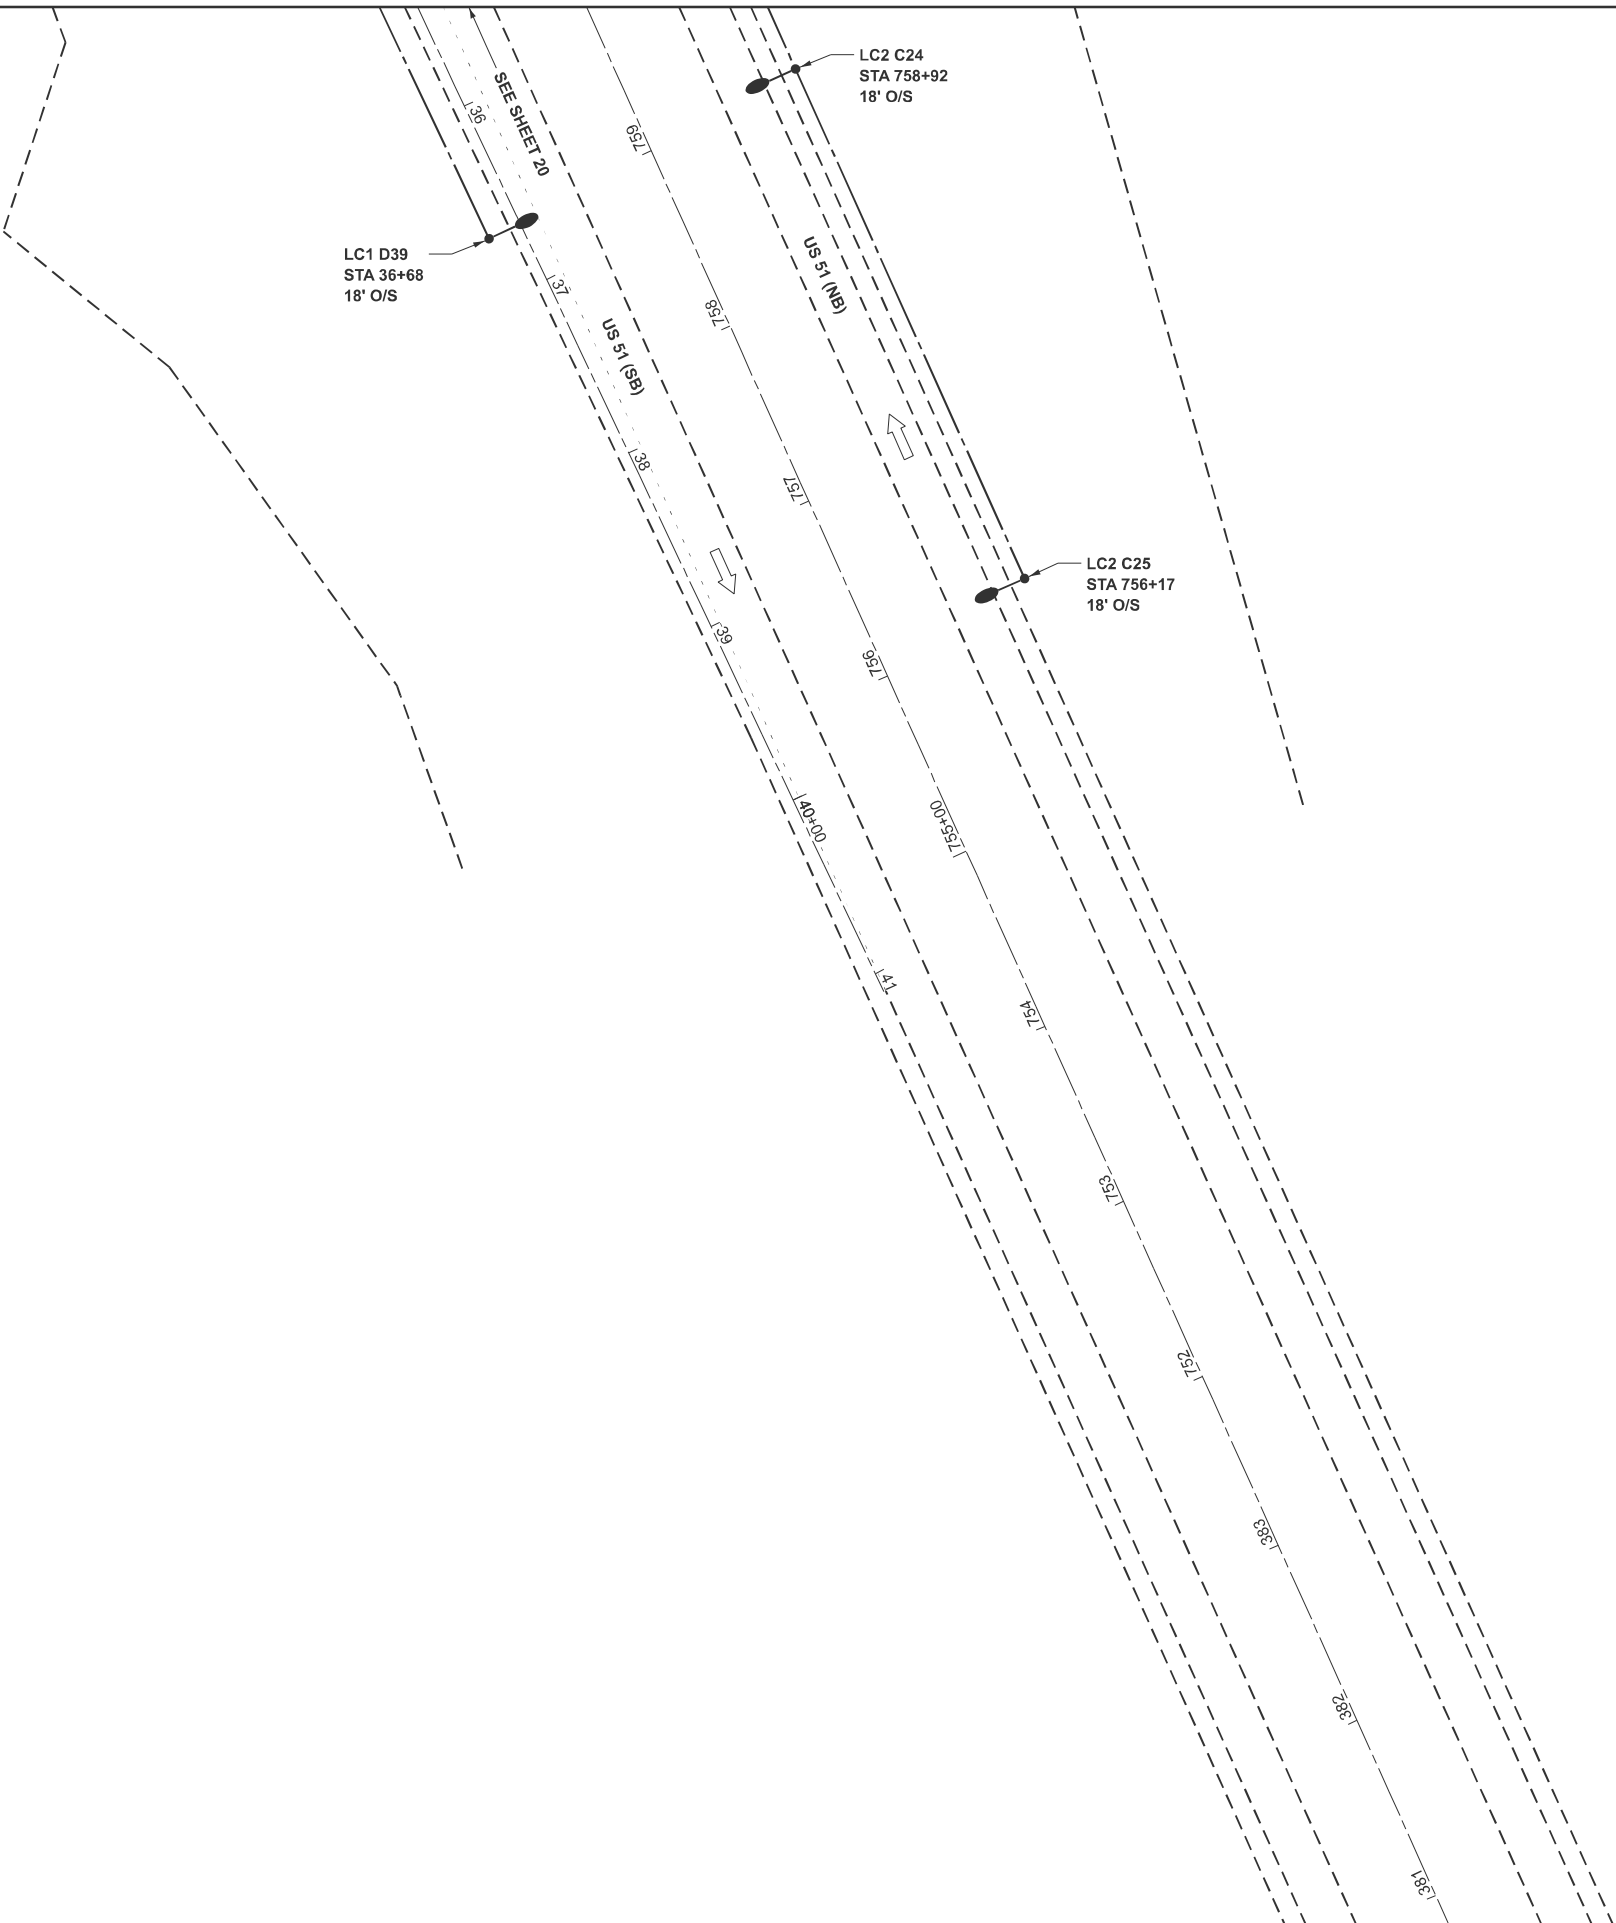 LC2 C24
STA 758+92
18' O/S
SEE SHEET 20
36
759
LC1 D39
STA 36+68
18' O/S
37
US 51 (NB)
758
US 51 (SB)
38
757
LC2 C25
STA 756+17
18' O/S
39
756
40+00
755+00
41
754
753
752
383
382
381